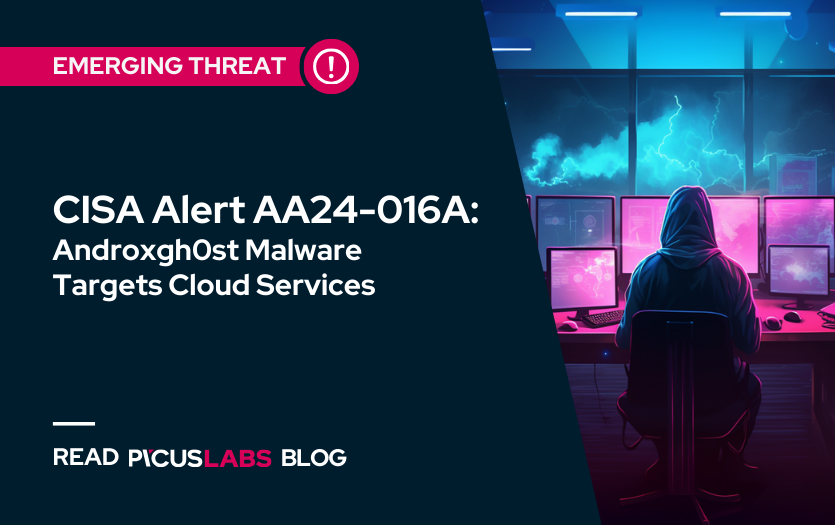 EMERGING THREAT
CISA Alert AA24-016A:
Androxgh0st Malware
Targets Cloud Services
READ PICUSLABS BLOG